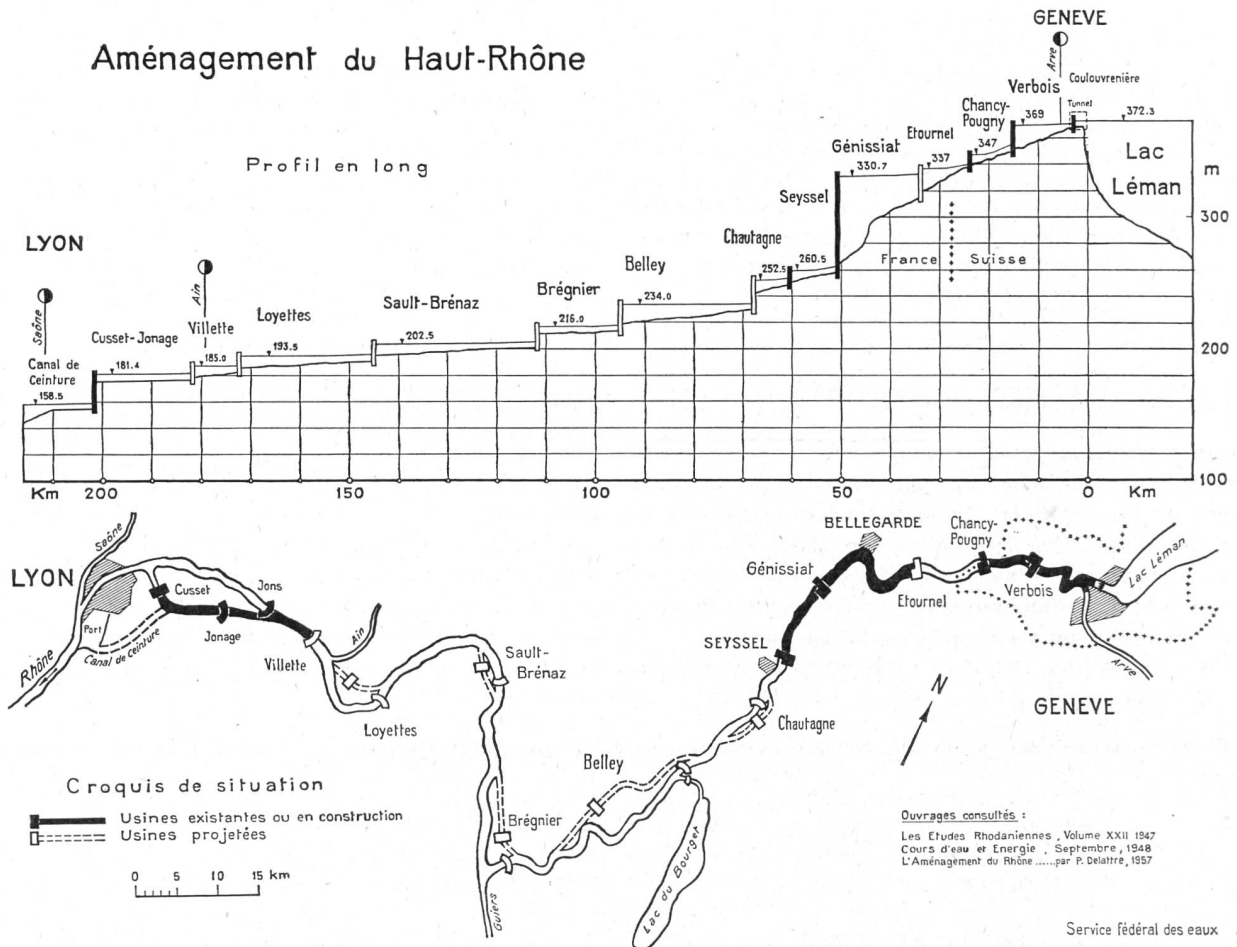 Aménagement du Haut-Rhône
Profil en long
GENEVE
Arve
Verbois
Coulouvrenière
Tunnel
Chancy-
Pougny
369
372.3
Etournel
347
Génissiat
337
330.7
Lac
Léman
m
Seyssel
300
LYON
Chautagne
France
Suisse
252.5
260.5
Belley
Brégnier
234.0
Ain
Sault-Brénaz
216.0
Loyettes
Villette
202.5
Saône
Cusset-Jonage
193.5
Canal de
Ceinture
181.4
185.0
200
158.5
100
Km
200
150
100
50
0
Km
Saône
LYON
Cusset
Jons
Jonage
Port
Canal de Ceinture
Rhône
Villette
Ain
Loyettes
Sault-
Brénaz
Brégnier
Guiers
Belley
Lac du Bourget
Chautagne
SEYSSEL
Génissiat
BELLEGARDE
Etournel
Chancy-
Pougny
Verbois
Lac Léman
Arve
GENEVE
N
Croquis de situation
Usines existantes ou en construction
Usines projetées
0 5 10 15 km
Ouvrages consultés :
Les Etudes Rhodaniennes, Volume XXII 1947
Cours d'eau et Energie, Septembre, 1948
L'Aménagement du Rhône ......par P. Delattre, 1957
Service fédéral des eaux